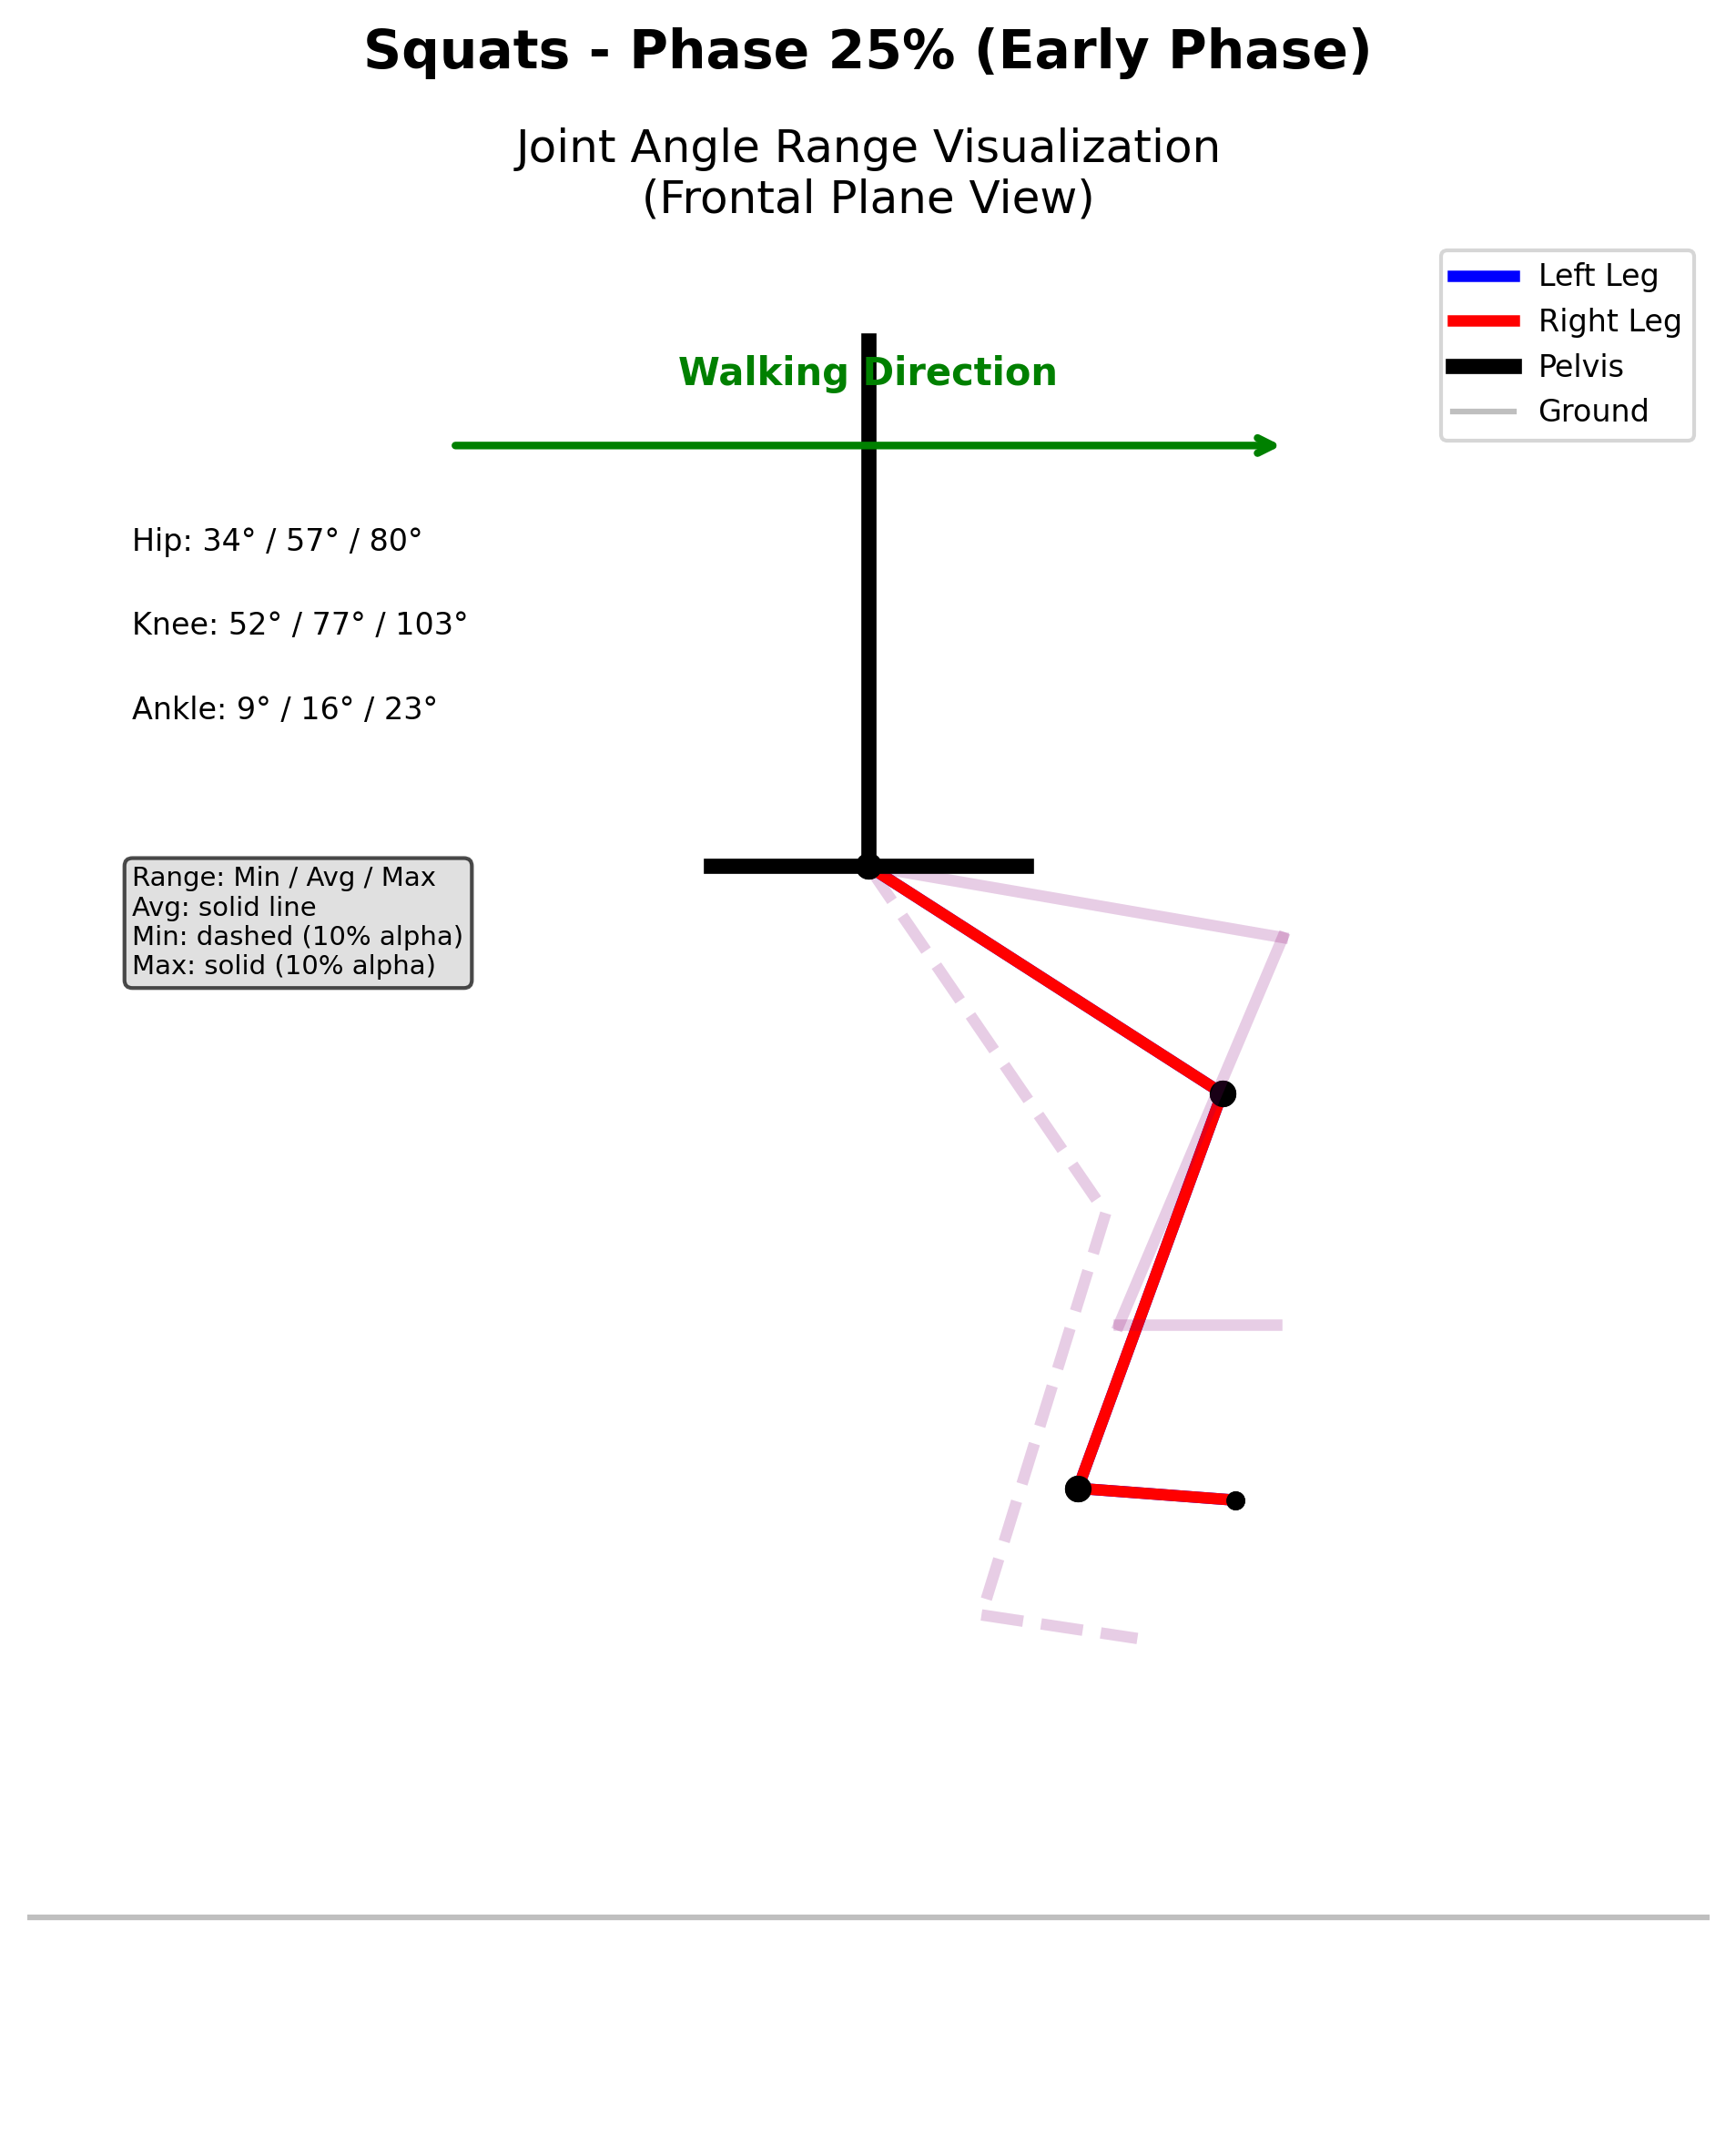 Squats - Phase 25% (Early Phase)
Joint Angle Range Visualization
(Frontal Plane View)
Left Leg
Right Leg
Pelvis
Ground
Walking Direction
Hip: 34° / 57° / 80°
Knee: 52° / 77° / 103°
Ankle: 9° / 16° / 23°
Range: Min / Avg / Max
Avg: solid line
Min: dashed (10% alpha)
Max: solid (10% alpha)